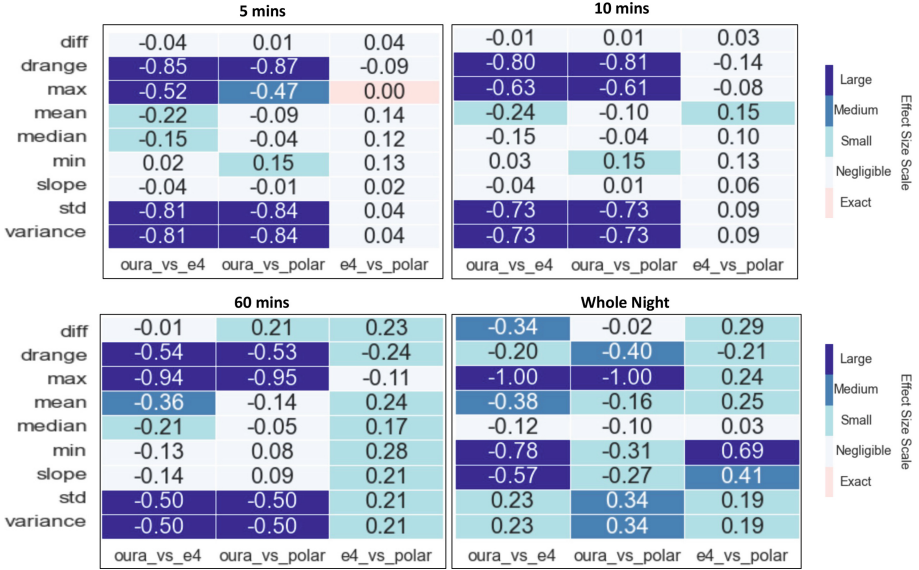 5 mins
diff -0.04 0.01 0.04
drange -0.85 -0.87 -0.09
max -0.52 -0.47 0.00
mean -0.22 -0.09 0.14
median -0.15 -0.04 0.12
min 0.02 0.15 0.13
slope -0.04 -0.01 0.02
std -0.81 -0.84 0.04
variance -0.81 -0.84 0.04
oura_vs_e4 oura_vs_polar e4_vs_polar
10 mins
-0.01 0.01 0.03
-0.80 -0.81 -0.14
-0.63 -0.61 -0.08
-0.24 -0.10 0.15
-0.15 -0.04 0.10
0.03 0.15 0.13
-0.04 0.01 0.06
-0.73 -0.73 0.09
-0.73 -0.73 0.09
oura_vs_e4 oura_vs_polar e4_vs_polar
Large
Medium
Small
Negligible
Exact
Effect Size Scale
60 mins
diff -0.01 0.21 0.23
drange -0.54 -0.53 -0.24
max -0.94 -0.95 -0.11
mean -0.36 -0.14 0.24
median -0.21 -0.05 0.17
min -0.13 0.08 0.28
slope -0.14 0.09 0.21
std -0.50 -0.50 0.21
variance -0.50 -0.50 0.21
oura_vs_e4 oura_vs_polar e4_vs_polar
Whole Night
-0.34 -0.02 0.29
-0.20 -0.40 -0.21
-1.00 -1.00 0.24
-0.38 -0.16 0.25
-0.12 -0.10 0.03
-0.78 -0.31 0.69
-0.57 -0.27 0.41
0.23 0.34 0.19
0.23 0.34 0.19
oura_vs_e4 oura_vs_polar e4_vs_polar
Large
Medium
Small
Negligible
Exact
Effect Size Scale